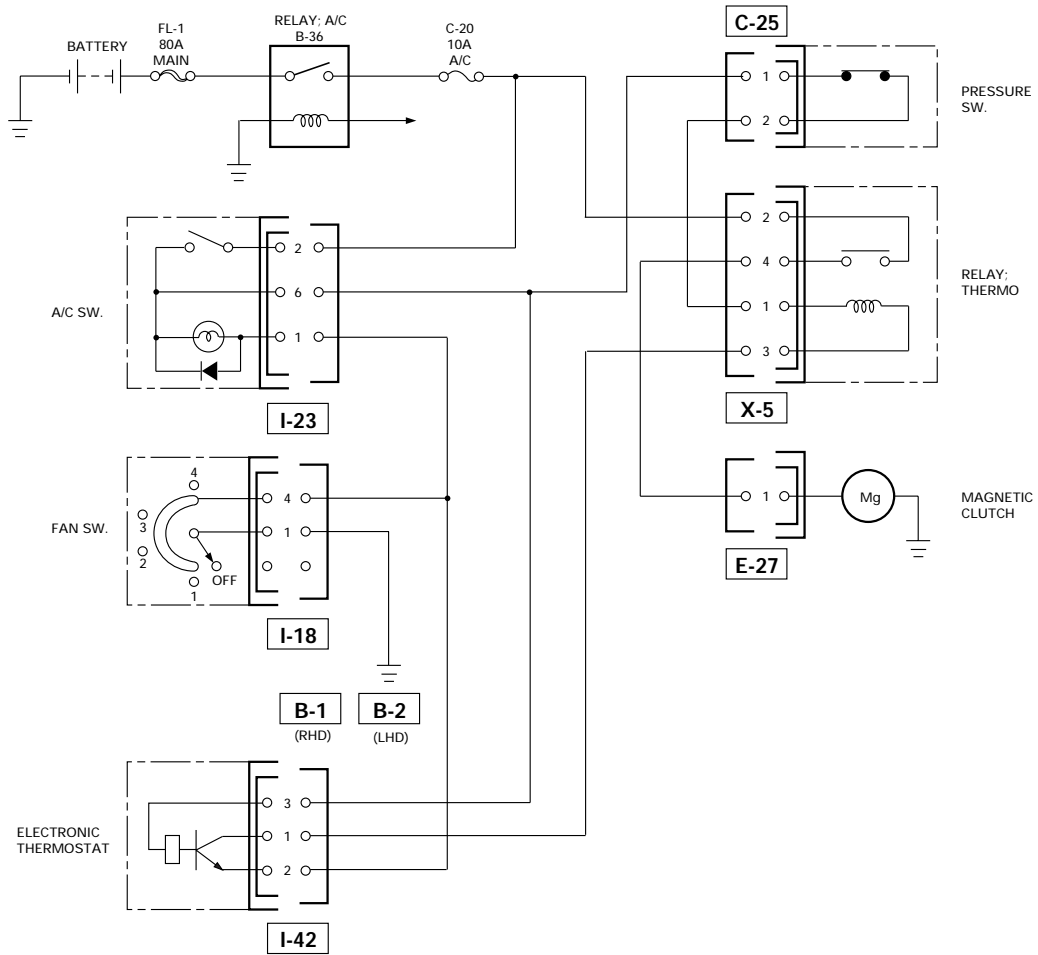 BATTERY
FL-1
80A
MAIN
RELAY; A/C
B-36
C-20
10A
A/C
C-25
1
2
PRESSURE
SW.
2
4
1
3
RELAY;
THERMO
X-5
A/C SW.
2
6
1
I-23
FAN SW.
4
3
2
1
OFF
4
1
I-18
1
Mg
MAGNETIC
CLUTCH
E-27
B-1
(RHD)
B-2
(LHD)
ELECTRONIC
THERMOSTAT
3
1
2
I-42